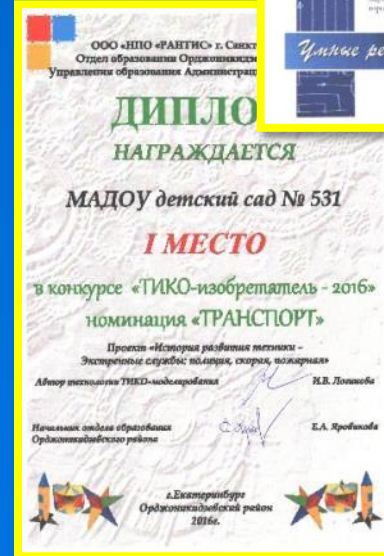 ООО «НПО «РАНТИС» г. Санкт
Отдел образования Орджоникидз
Управления образования Администрац
ДИПЛО
НАГРАЖДАЕТСЯ
МАДОУ детский сад № 531
I МЕСТО
в конкурсе «ТИКО-изобретатель - 2016»
номинация «ТРАНСПОРТ»
Проект «История развития техники –
Экстренные службы: полиция, скорая, пожарная»
Автор технологии ТИКО-моделирования И.В. Логинова
Начальник отдела образования
Орджоникидзевского района Е.А. Яровикова
г.Екатеринбург
Орджоникидзевский район
2016г.
Умные ре